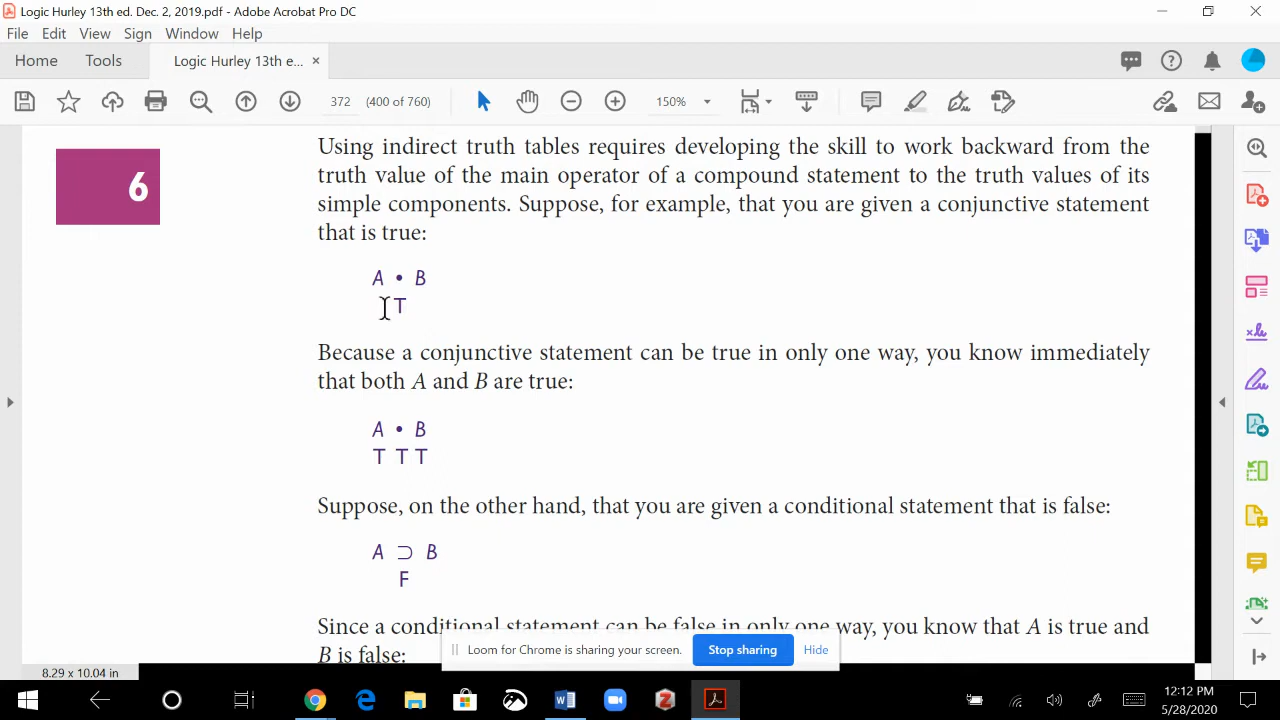 Logic Hurley 13th ed. Dec. 2, 2019.pdf - Adobe Acrobat Pro DC
File Edit View Sign Window Help
Home Tools Logic Hurley 13th e... ×
372 (400 of 760) 150%
6
Using indirect truth tables requires developing the skill to work backward from the
truth value of the main operator of a compound statement to the truth values of its
simple components. Suppose, for example, that you are given a conjunctive statement
that is true:
A • B
T
Because a conjunctive statement can be true in only one way, you know immediately
that both A and B are true:
A • B
T T T
Suppose, on the other hand, that you are given a conditional statement that is false:
A ⊃ B
F
Since a conditional statement can be false in only one way, you know that A is true and
B is false:
Loom for Chrome is sharing your screen. Stop sharing Hide
8.29 x 10.04 in
12:12 PM
5/28/2020